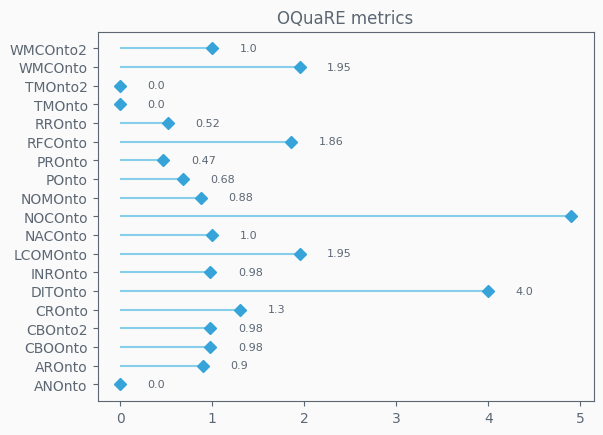 OQuaRE metrics
WMCOnto2 1.0
WMCOnto 1.95
TMOnto2 0.0
TMOnto 0.0
RROnto 0.52
RFCOnto 1.86
PROnto 0.47
POnto 0.68
NOMOnto 0.88
NOCOnto
NACOnto 1.0
LCOMOnto 1.95
INROnto 0.98
DITOnto 4.0
CROnto 1.3
CBOnto2 0.98
CBOOnto 0.98
AROnto 0.9
ANOnto 0.0
0 1 2 3 4 5